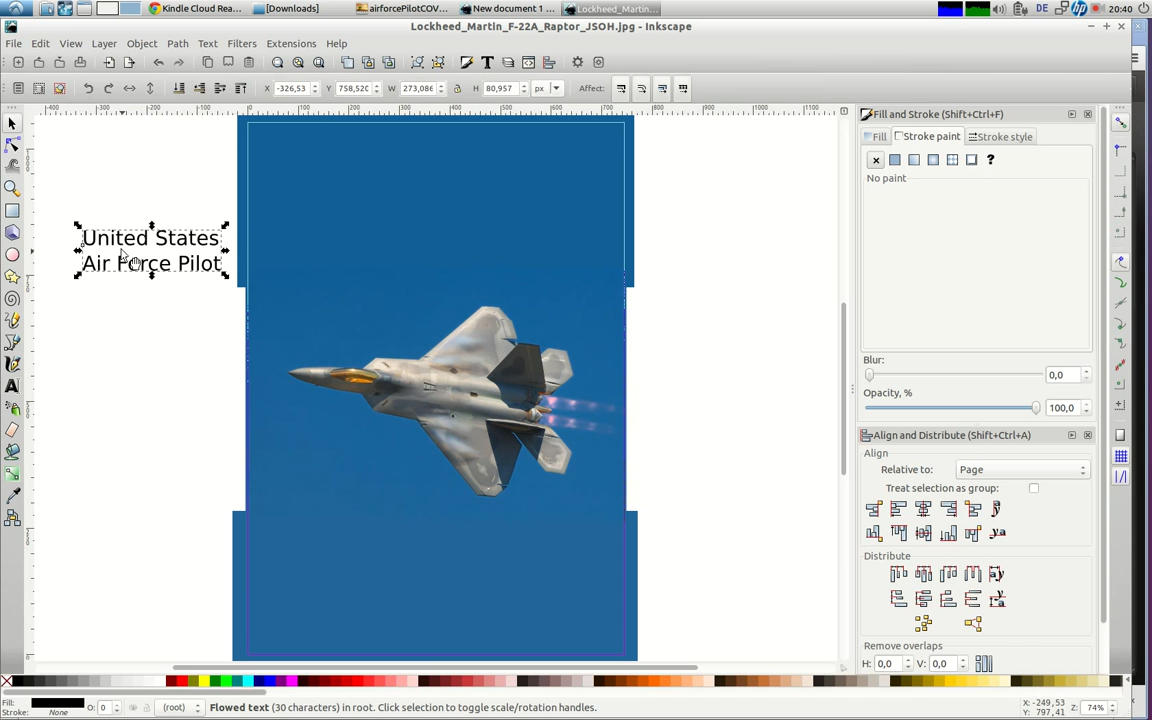 Kindle Cloud Rea...
[Downloads]
airforcePilotCOV...
New document 1 ...
Lockheed_Martin_...
DE
20:40
Lockheed_Martin_F-22A_Raptor_JSOH.jpg - Inkscape
File Edit View Layer Object Path Text Filters Extensions Help
X -326,53 Y 758,520 W 273,086 H 80,957 px Affect:
Fill and Stroke (Shift+Ctrl+F)
Fill Stroke paint Stroke style
No paint
United States
Air Force Pilot
Blur:
0,0
Opacity, %
100,0
Align and Distribute (Shift+Ctrl+A)
Align
Relative to: Page
Treat selection as group:
Distribute
Remove overlaps
H: 0,0 V: 0,0
Fill:
Stroke: None
O: 0
(root)
Flowed text (30 characters) in root. Click selection to toggle scale/rotation handles.
X: -249,53
Y: 797,41
Z: 74%